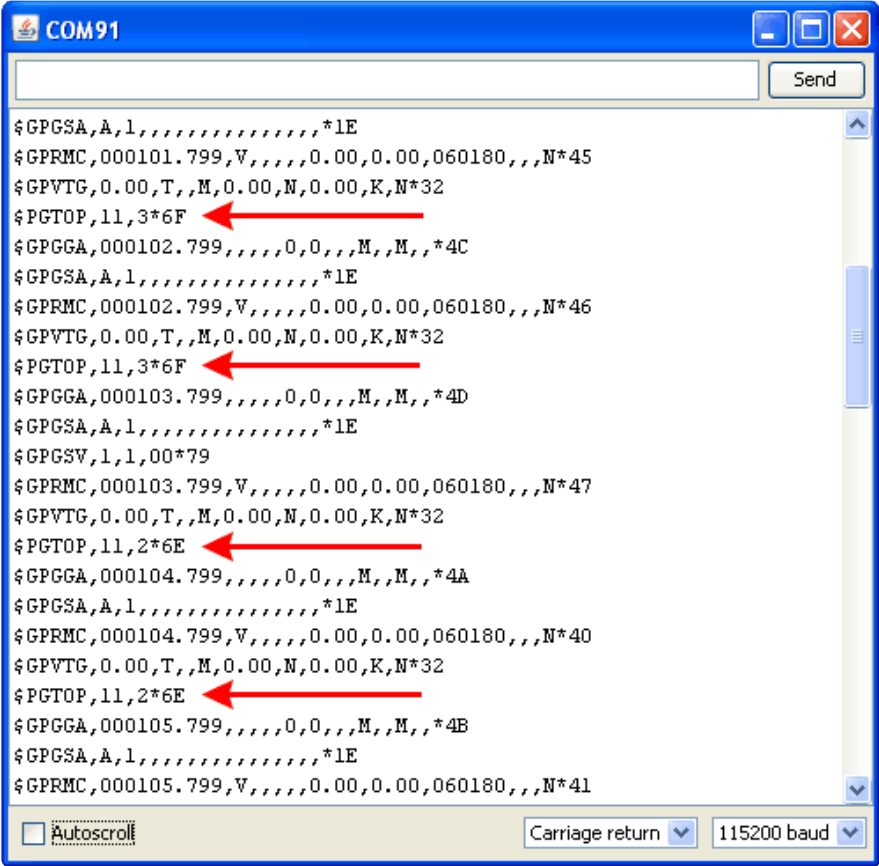 COM91
Send
$GPGSA,A,1,,,,,,,,,,,,,,,*1E
$GPRMC,000101.799,V,,,,,0.00,0.00,060180,,,N*45
$GPVTG,0.00,T,,M,0.00,N,0.00,K,N*32
$PGTOP,11,3*6F
$GPGGA,000102.799,,,,,0,0,,,M,,M,,*4C
$GPGSA,A,1,,,,,,,,,,,,,,,*1E
$GPRMC,000102.799,V,,,,,0.00,0.00,060180,,,N*46
$GPVTG,0.00,T,,M,0.00,N,0.00,K,N*32
$PGTOP,11,3*6F
$GPGGA,000103.799,,,,,0,0,,,M,,M,,*4D
$GPGSA,A,1,,,,,,,,,,,,,,,*1E
$GPGSV,1,1,00*79
$GPRMC,000103.799,V,,,,,0.00,0.00,060180,,,N*47
$GPVTG,0.00,T,,M,0.00,N,0.00,K,N*32
$PGTOP,11,2*6E
$GPGGA,000104.799,,,,,0,0,,,M,,M,,*4A
$GPGSA,A,1,,,,,,,,,,,,,,,*1E
$GPRMC,000104.799,V,,,,,0.00,0.00,060180,,,N*40
$GPVTG,0.00,T,,M,0.00,N,0.00,K,N*32
$PGTOP,11,2*6E
$GPGGA,000105.799,,,,,0,0,,,M,,M,,*4B
$GPGSA,A,1,,,,,,,,,,,,,,,*1E
$GPRMC,000105.799,V,,,,,0.00,0.00,060180,,,N*41
Autoscroll Carriage return 115200 baud